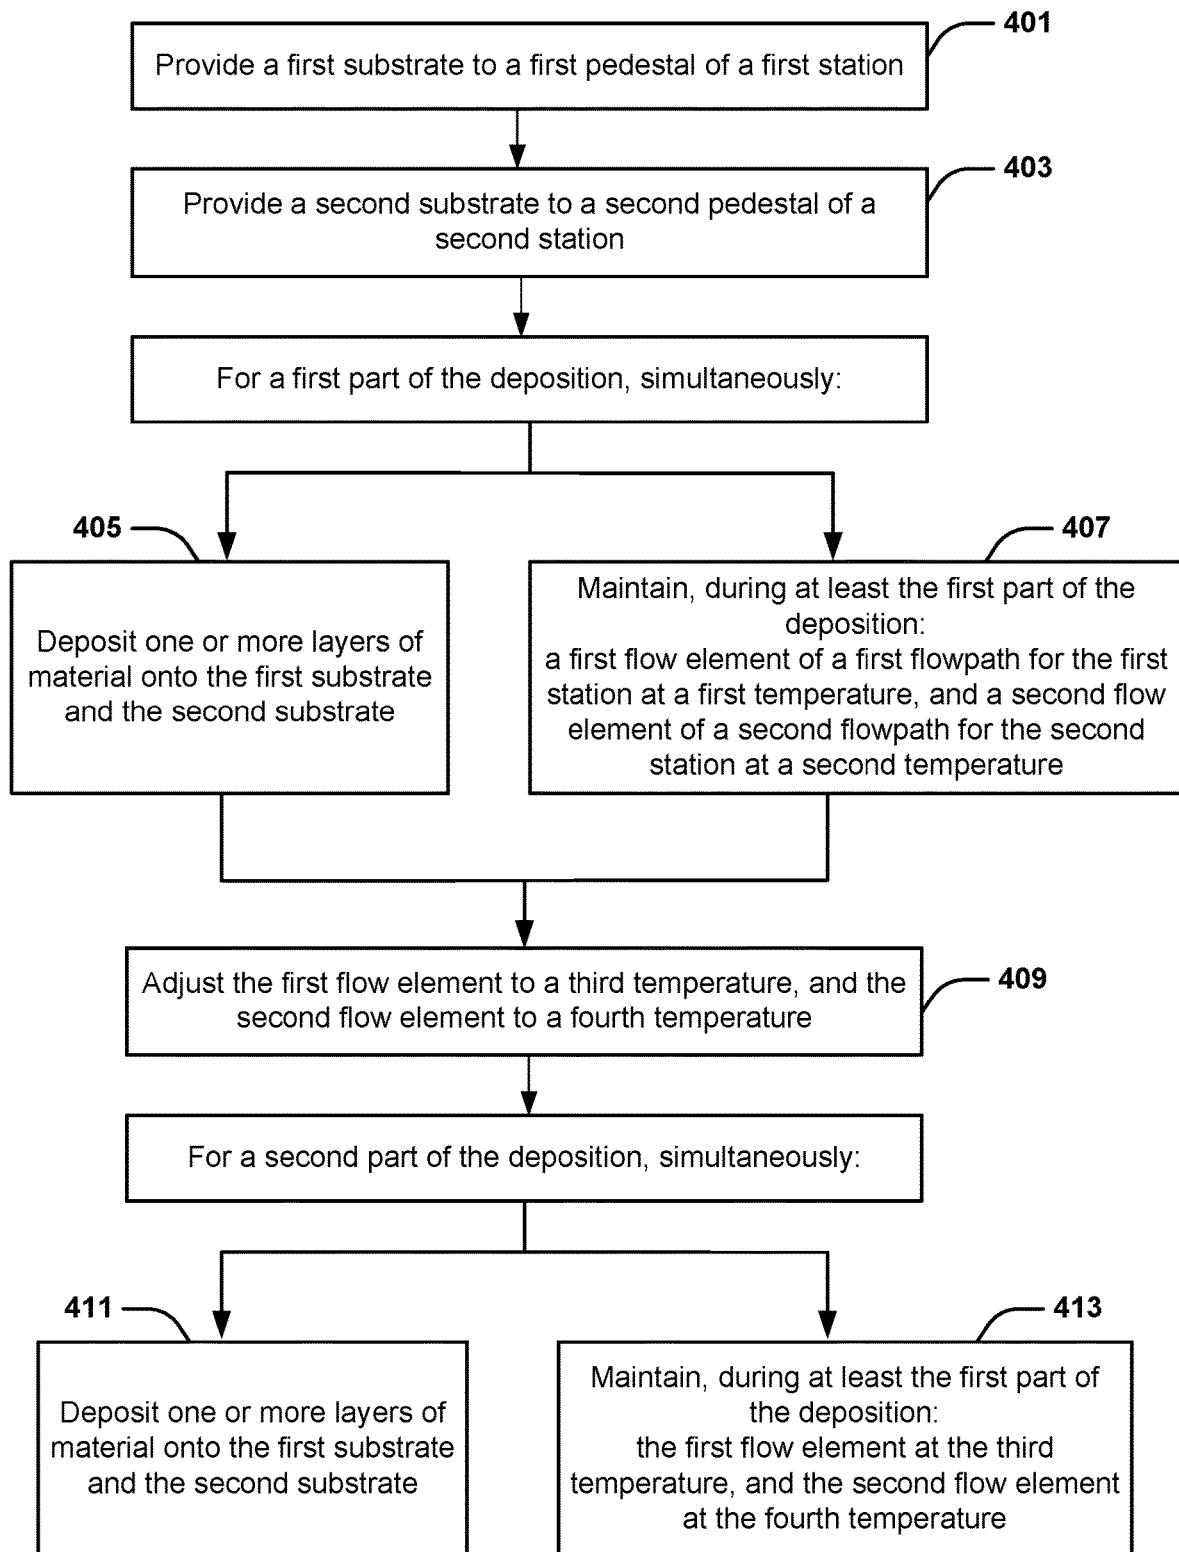 401
Provide a first substrate to a first pedestal of a first station
403
Provide a second substrate to a second pedestal of a
second station
For a first part of the deposition, simultaneously:
405
Deposit one or more layers of
material onto the first substrate
and the second substrate
407
Maintain, during at least the first part of the
deposition:
a first flow element of a first flowpath for the first
station at a first temperature, and a second flow
element of a second flowpath for the second
station at a second temperature
409
Adjust the first flow element to a third temperature, and the
second flow element to a fourth temperature
For a second part of the deposition, simultaneously:
411
Deposit one or more layers of
material onto the first substrate
and the second substrate
413
Maintain, during at least the first part of
the deposition:
the first flow element at the third
temperature, and the second flow element
at the fourth temperature